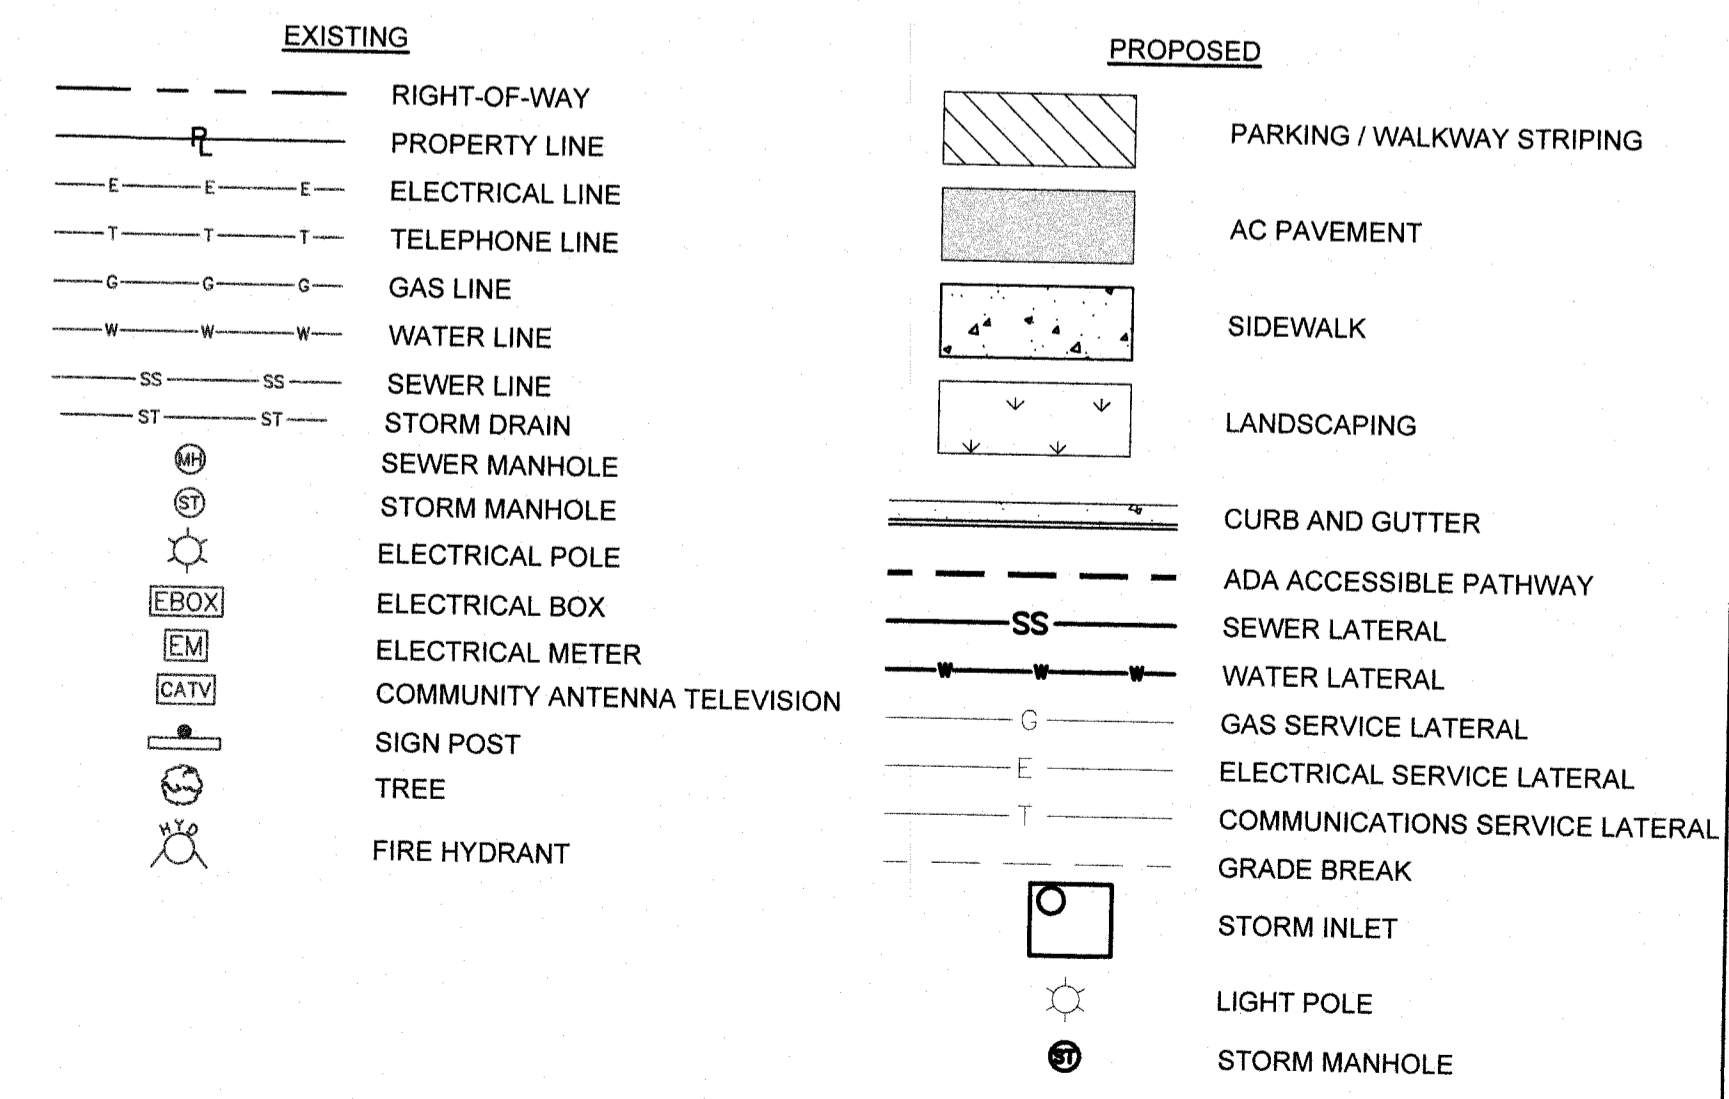 EXISTING
RIGHT-OF-WAY
PL PROPERTY LINE
E E E ELECTRICAL LINE
T T T TELEPHONE LINE
G G G GAS LINE
W W W WATER LINE
SS SS SEWER LINE
ST ST STORM DRAIN
MH SEWER MANHOLE
ST STORM MANHOLE
ELECTRICAL POLE
EBOX ELECTRICAL BOX
EM ELECTRICAL METER
CATV COMMUNITY ANTENNA TELEVISION
SIGN POST
TREE
HYD FIRE HYDRANT
PROPOSED
PARKING / WALKWAY STRIPING
AC PAVEMENT
SIDEWALK
LANDSCAPING
CURB AND GUTTER
ADA ACCESSIBLE PATHWAY
SS SEWER LATERAL
W W W WATER LATERAL
G GAS SERVICE LATERAL
E ELECTRICAL SERVICE LATERAL
T COMMUNICATIONS SERVICE LATERAL
GRADE BREAK
STORM INLET
LIGHT POLE
ST STORM MANHOLE